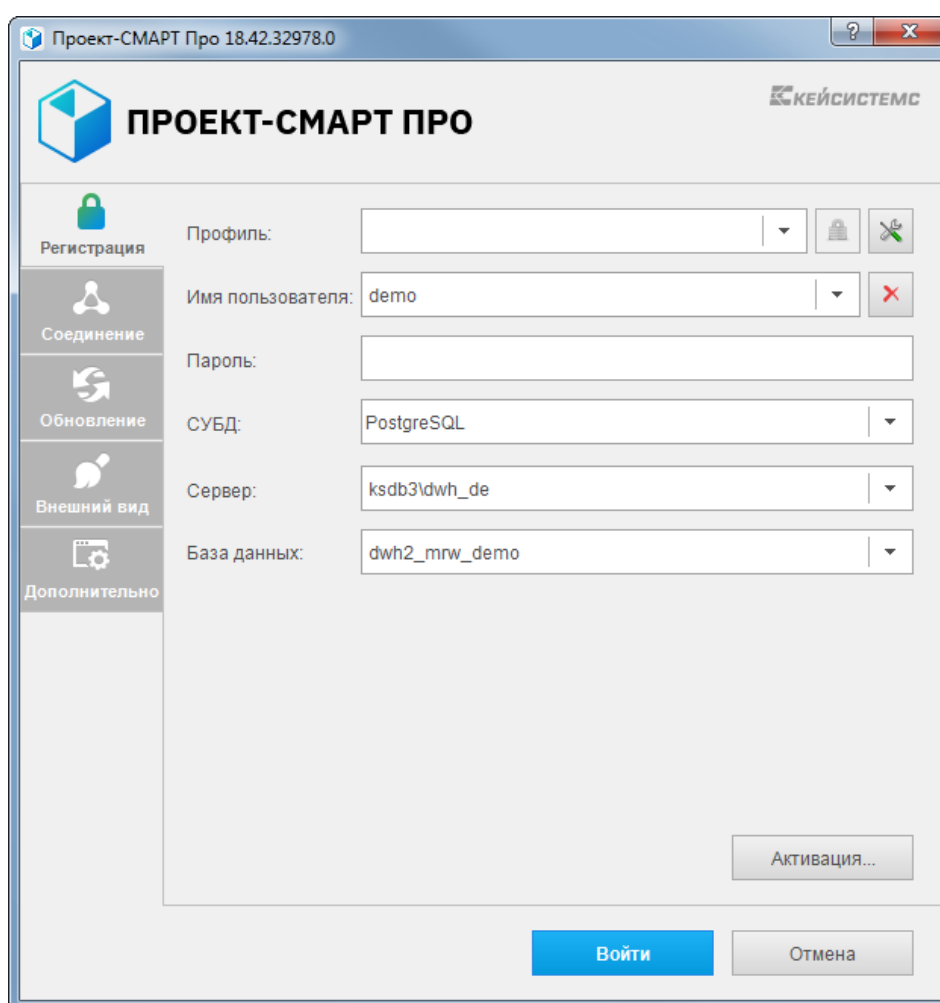 Проект-СМАРТ Про 18.42.32978.0
?
ПРОЕКТ-СМАРТ ПРО
КЕЙСИСТЕМС
Регистрация
Соединение
Обновление
Внешний вид
Дополнительно
Профиль:
Имя пользователя: demo
Пароль:
СУБД: PostgreSQL
Сервер: ksdb3\dwh_de
База данных: dwh2_mrw_demo
Активация...
Войти
Отмена